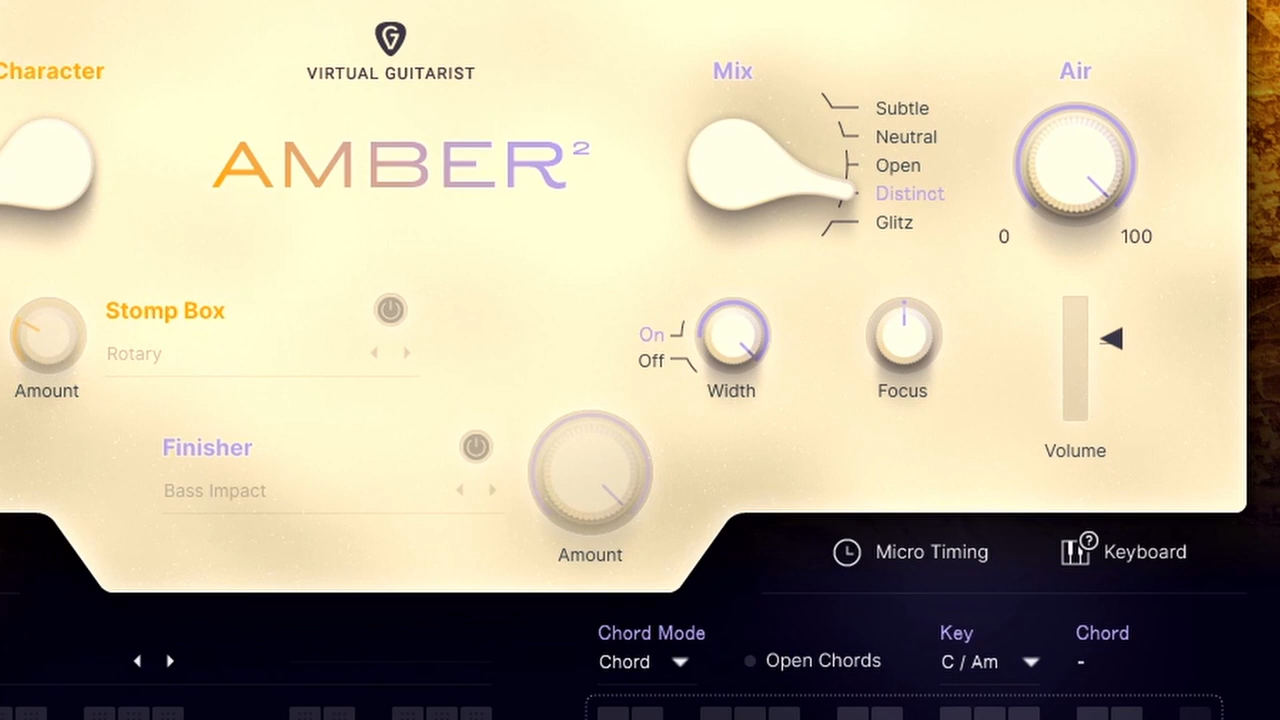 Character
VIRTUAL GUITARIST
AMBER²
Mix
Subtle
Neutral
Open
Distinct
Glitz
Air
0
100
Stomp Box
Rotary
Amount
On
Off
Width
Focus
Volume
Finisher
Bass Impact
Amount
Micro Timing
Keyboard
Chord Mode
Chord
Open Chords
Key
C / Am
Chord
-